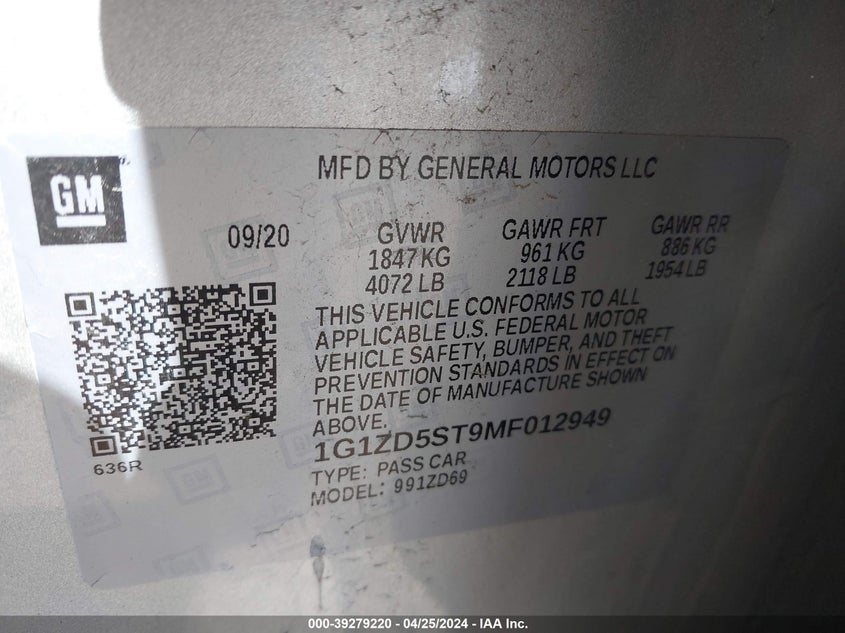 GM
MFD BY GENERAL MOTORS LLC
09/20
GVWR
1847 KG
4072 LB
GAWR FRT
961 KG
2118 LB
GAWR RR
886 KG
1954 LB
THIS VEHICLE CONFORMS TO ALL
APPLICABLE U.S. FEDERAL MOTOR
VEHICLE SAFETY, BUMPER, AND THEFT
PREVENTION STANDARDS IN EFFECT ON
THE DATE OF MANUFACTURE SHOWN
ABOVE.
1G1ZD5ST9MF012949
TYPE: PASS CAR
MODEL: 991ZD69
636R
000-39279220 - 04/25/2024 - IAA Inc.